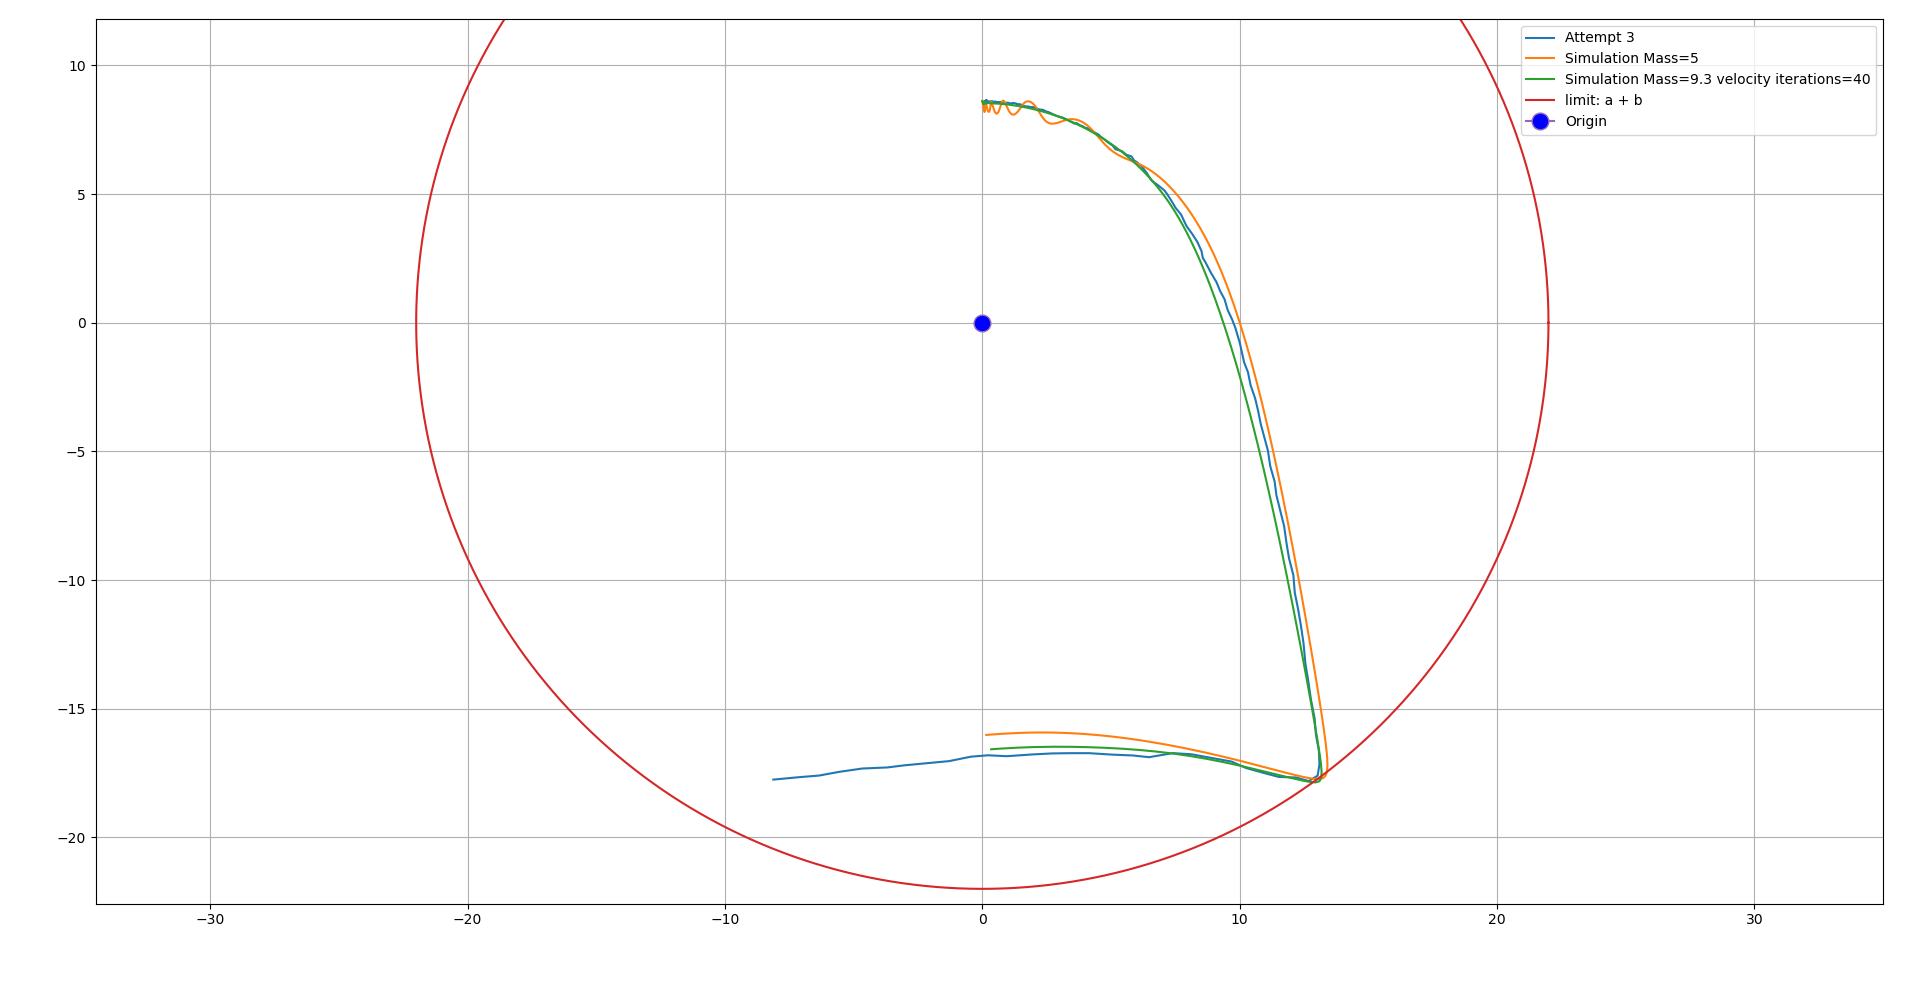 Attempt 3
Simulation Mass=5
Simulation Mass=9.3 velocity iterations=40
limit: a + b
Origin
10
5
0
−5
−10
−15
−20
−30 −20 −10 0 10 20 30